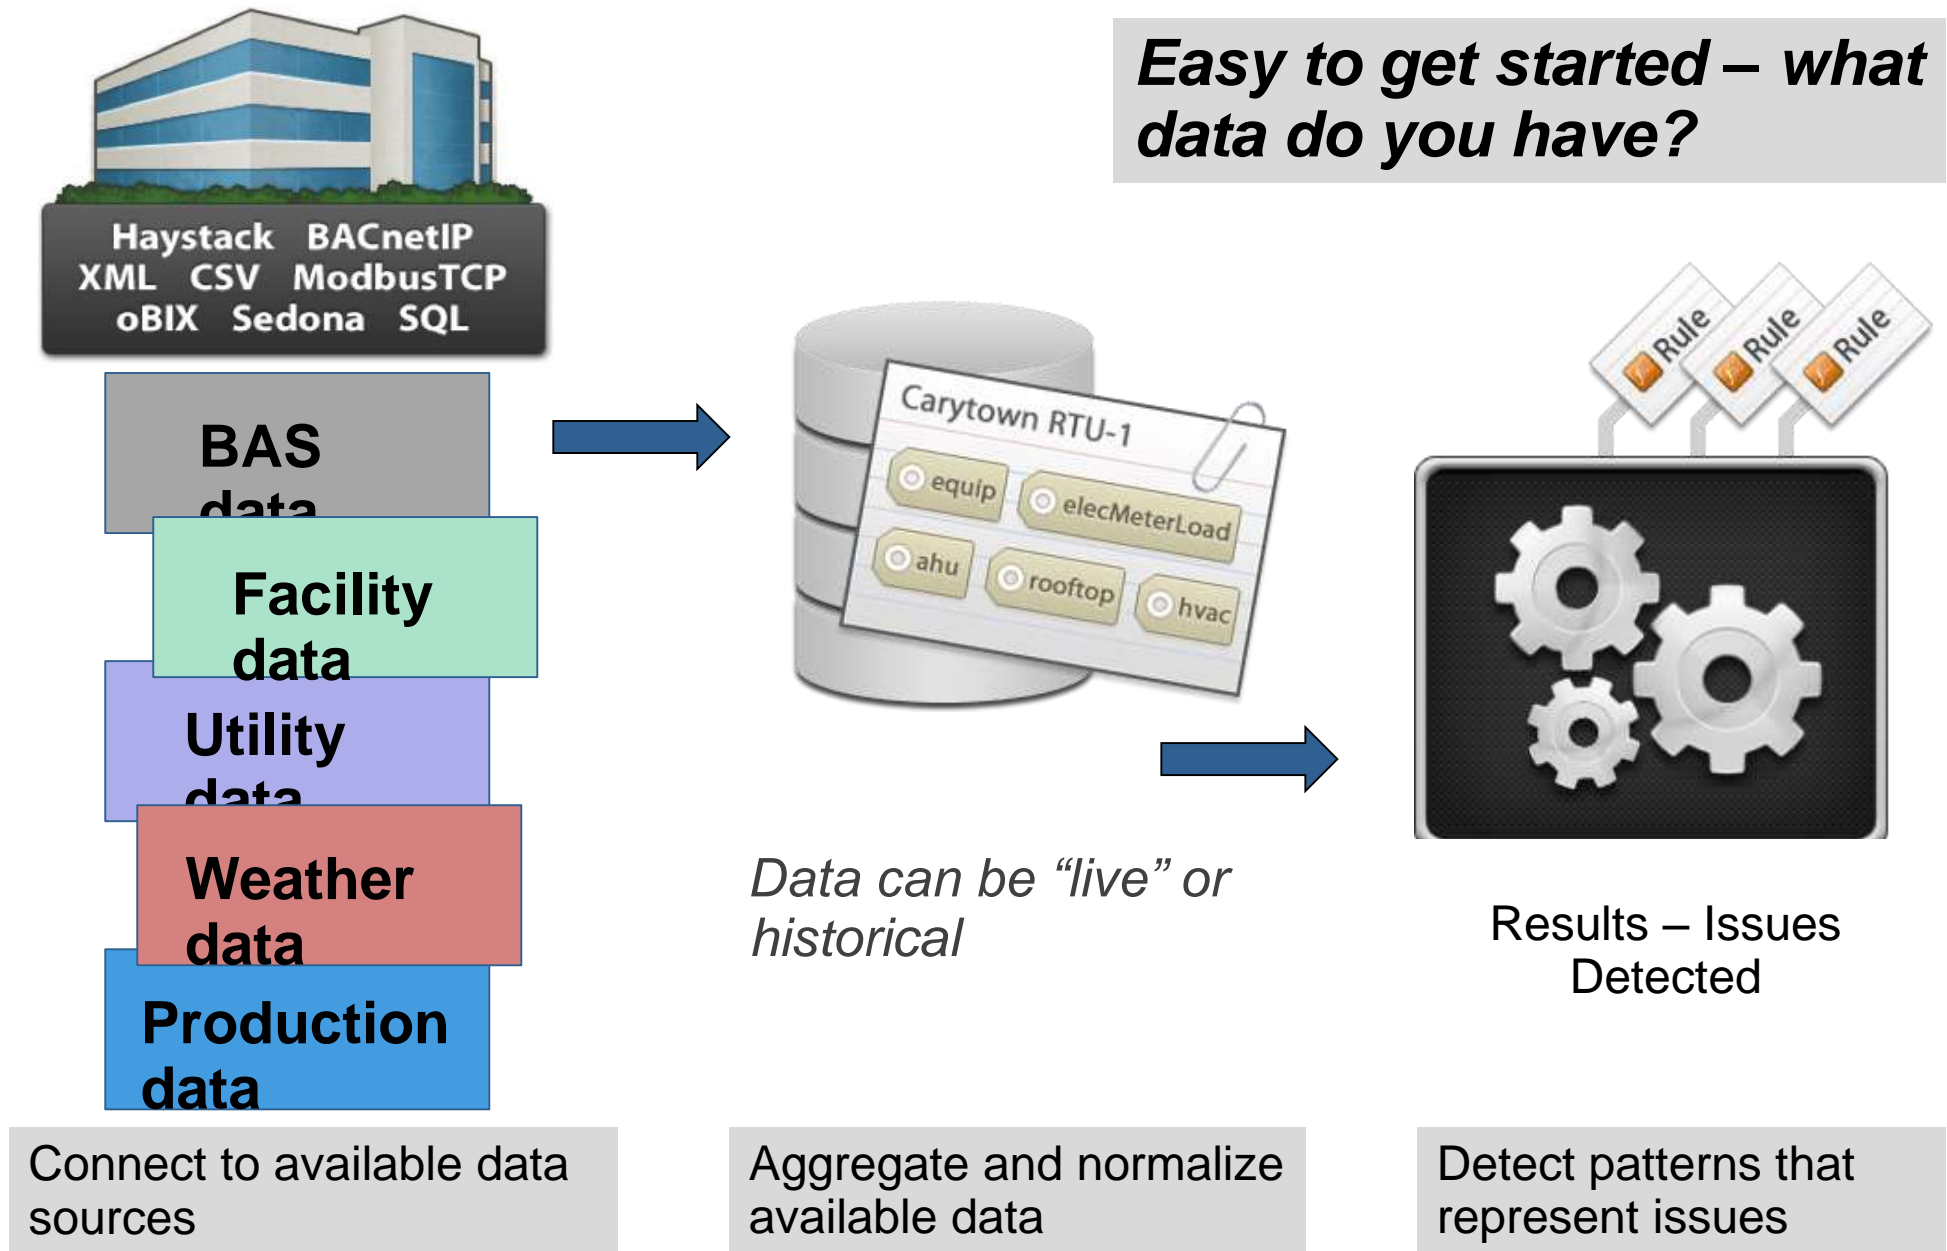 Easy to get started – what
data do you have?
Haystack BACnetIP
XML CSV ModbusTCP
oBIX Sedona SQL
BAS
data
Facility
data
Utility
data
Weather
data
Production
data
Connect to available data
sources
Carytown RTU-1
equip elecMeterLoad
ahu rooftop hvac
Data can be “live” or
historical
Aggregate and normalize
available data
Rule Rule Rule
Results – Issues
Detected
Detect patterns that
represent issues